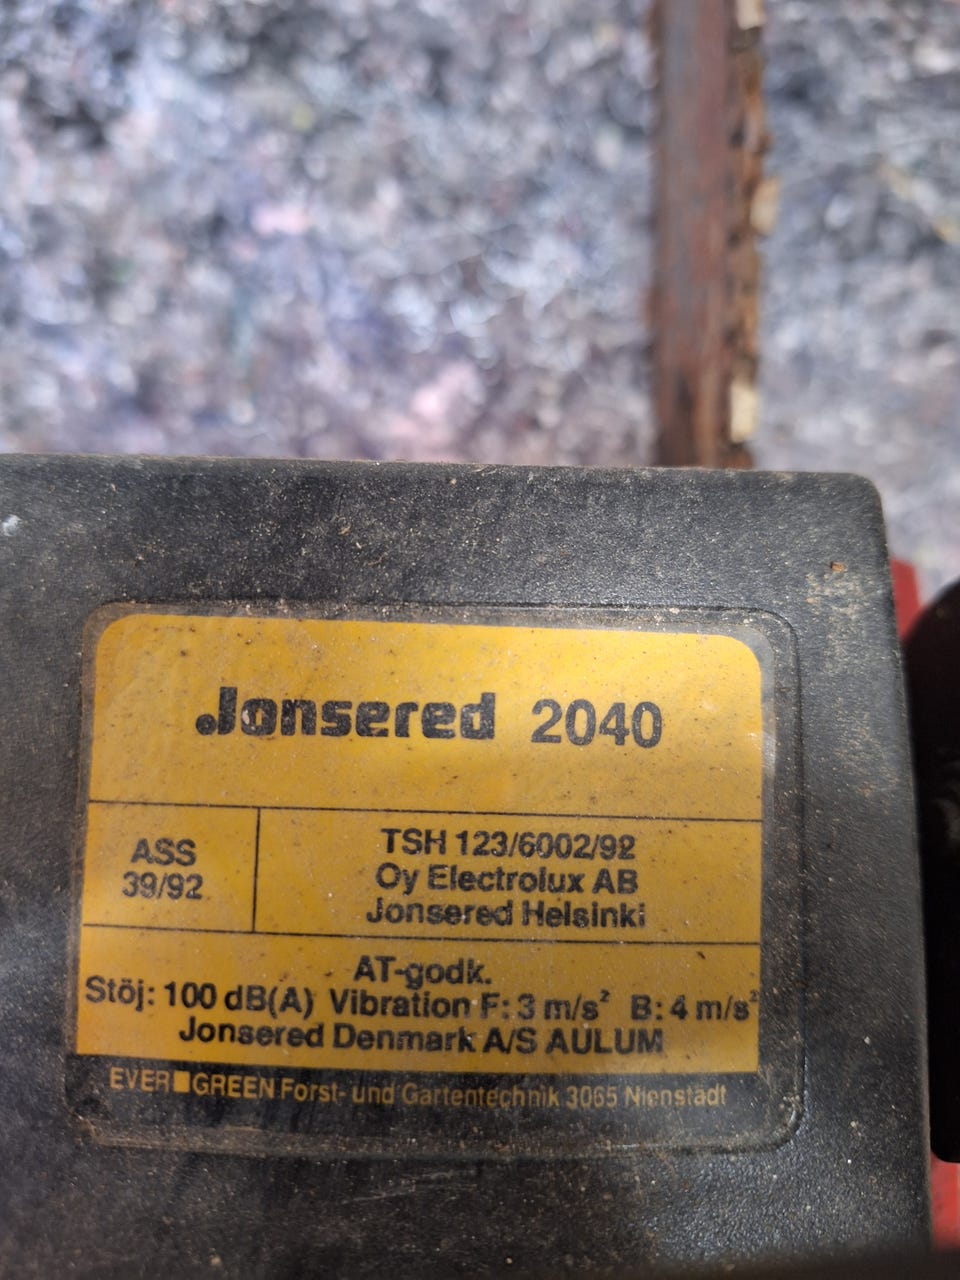 Jonsered 2040
ASS
39/92
TSH 123/6002/92
Oy Electrolux AB
Jonsered Helsinki
AT-godk.
Stöj: 100 dB(A) Vibration F: 3 m/s² B: 4 m/s²
Jonsered Denmark A/S AULUM
EVER■GREEN Forst- und Gartentechnik 3065 Nienstädt